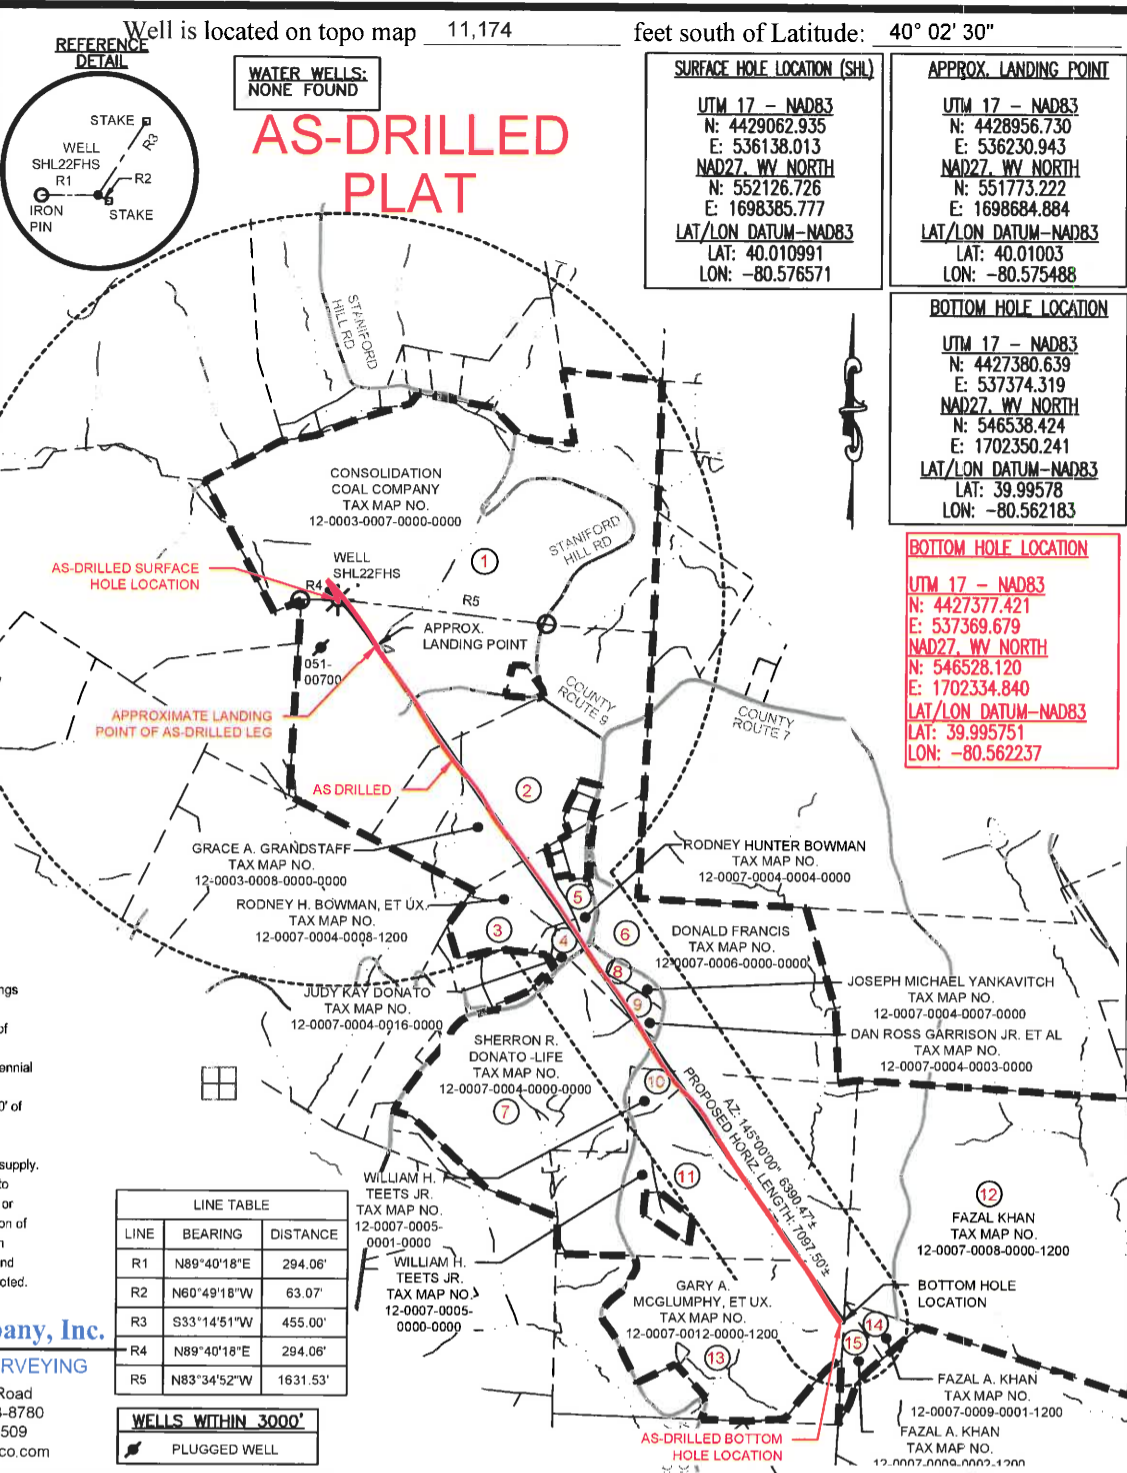 Well is located on topo map 11,174 feet south of Latitude: 40° 02' 30"
REFERENCE
DETAIL
STAKE
R3
WELL
SHL22FHS
R1
R2
IRON
PIN
STAKE
WATER WELLS:
NONE FOUND
AS-DRILLED
PLAT
SURFACE HOLE LOCATION (SHL)
UTM 17 - NAD83
N: 4429062.935
E: 536138.013
NAD27, WV NORTH
N: 552126.726
E: 1698385.777
LAT/LON DATUM-NAD83
LAT: 40.010991
LON: -80.576571
APPROX. LANDING POINT
UTM 17 - NAD83
N: 4428956.730
E: 536230.943
NAD27, WV NORTH
N: 551773.222
E: 1698684.884
LAT/LON DATUM-NAD83
LAT: 40.01003
LON: -80.575488
BOTTOM HOLE LOCATION
UTM 17 - NAD83
N: 4427380.639
E: 537374.319
NAD27, WV NORTH
N: 546538.424
E: 1702350.241
LAT/LON DATUM-NAD83
LAT: 39.99578
LON: -80.562183
BOTTOM HOLE LOCATION
UTM 17 - NAD83
N: 4427377.421
E: 537369.679
NAD27, WV NORTH
N: 546528.120
E: 1702334.840
LAT/LON DATUM-NAD83
LAT: 39.995751
LON: -80.562237
STANIFORD
HILL RD
CONSOLIDATION
COAL COMPANY
TAX MAP NO.
12-0003-0007-0000-0000
STANIFORD
HILL RD
1
WELL
SHL22FHS
AS-DRILLED SURFACE
HOLE LOCATION
R4
R5
APPROX.
LANDING POINT
051-
00700
COUNTY
ROUTE 9
COUNTY
ROUTE 7
APPROXIMATE LANDING
POINT OF AS-DRILLED LEG
AS DRILLED
2
GRACE A. GRANDSTAFF
TAX MAP NO.
12-0003-0008-0000-0000
RODNEY HUNTER BOWMAN
TAX MAP NO.
12-0007-0004-0004-0000
RODNEY H. BOWMAN, ET UX.
TAX MAP NO.
12-0007-0004-0008-1200
5
3
4
6
DONALD FRANCIS
TAX MAP NO.
12-0007-0006-0000-0000
8
JUDY KAY DONATO
TAX MAP NO.
12-0007-0004-0016-0000
9
JOSEPH MICHAEL YANKAVITCH
TAX MAP NO.
12-0007-0004-0007-0000
DAN ROSS GARRISON JR. ET AL
TAX MAP NO.
12-0007-0004-0003-0000
SHERRON R.
DONATO -LIFE
TAX MAP NO.
12-0007-0004-0000-0000
7
10
AZ: 145°00'00" 6390.47'±
PROPOSED HORIZ. LENGTH: 7097.50'±
11
12
FAZAL KHAN
TAX MAP NO.
12-0007-0008-0000-1200
WILLIAM H.
TEETS JR.
TAX MAP NO.
12-0007-0005-
0001-0000
WILLIAM H.
TEETS JR.
TAX MAP NO.
12-0007-0005-
0000-0000
GARY A.
MCGLUMPHY, ET UX.
TAX MAP NO.
12-0007-0012-0000-1200
13
BOTTOM HOLE
LOCATION
14
15
FAZAL A. KHAN
TAX MAP NO.
12-0007-0009-0001-1200
FAZAL A. KHAN
TAX MAP NO.
12-0007-0009-0002-1200
AS-DRILLED BOTTOM
HOLE LOCATION
ngs
of
ennial
0' of
supply.
to
or
on of
n
nd
oted.
pany, Inc.
RVEYING
Road
-8780
509
co.com
LINE TABLE
LINE BEARING DISTANCE
R1 N89°40'18"E 294.06'
R2 N60°49'18"W 63.07'
R3 S33°14'51"W 455.00'
R4 N89°40'18"E 294.06'
R5 N83°34'52"W 1631.53'
WELLS WITHIN 3000'
PLUGGED WELL